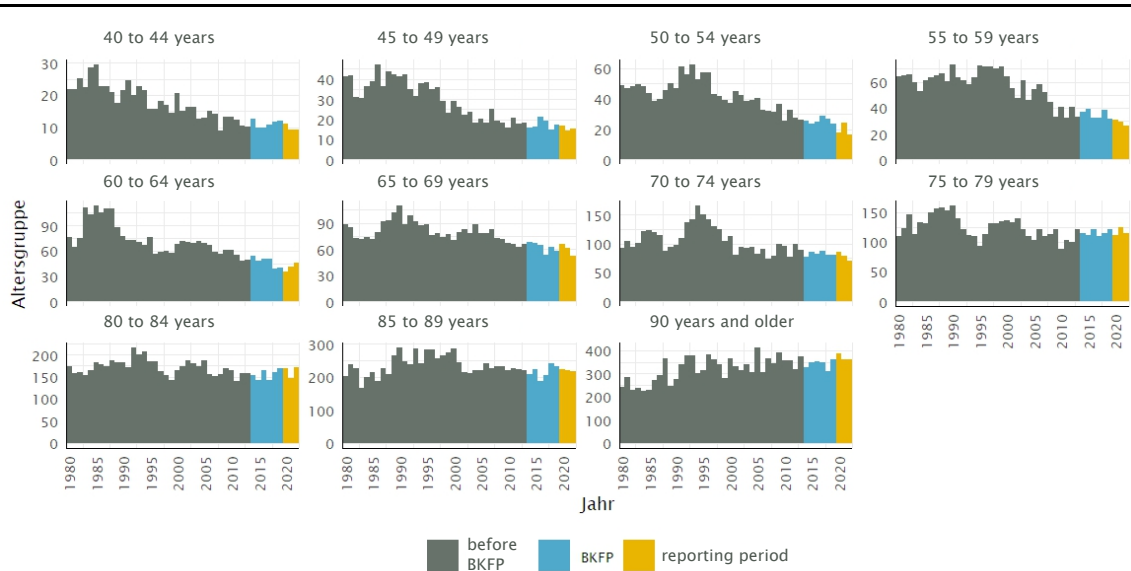 40 to 44 years 45 to 49 years 50 to 54 years 55 to 59 years
30 20 10 0
40 30 20 10 0
60 40 20 0
60 40 20 0
60 to 64 years 65 to 69 years 70 to 74 years 75 to 79 years
90 60 30 0
90 60 30 0
150 100 50 0
150 100 50 0
Altersgruppe
80 to 84 years 85 to 89 years 90 years and older
1980 1985 1990 1995 2000 2005 2010 2015 2020
200 150 100 50 0
300 200 100 0
400 300 200 100 0
1980 1985 1990 1995 2000 2005 2010 2015 2020
1980 1985 1990 1995 2000 2005 2010 2015 2020
1980 1985 1990 1995 2000 2005 2010 2015 2020
Jahr
before
BKFP
BKFP
reporting period